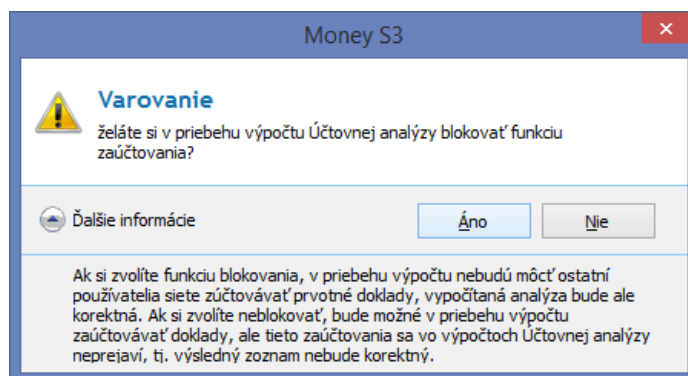 Money S3
Varovanie
želáte si v priebehu výpočtu Účtovnej analýzy blokovať funkciu
zaúčtovania?
Ďalšie informácie
Áno
Nie
Ak si zvolíte funkciu blokovania, v priebehu výpočtu nebudú môcť ostatní
používatelia siete zúčtovávať prvotné doklady, vypočítaná analýza bude ale
korektná. Ak si zvolíte neblokovať, bude možné v priebehu výpočtu
zaúčtovávať doklady, ale tieto zaúčtovania sa vo výpočtoch Účtovnej analýzy
neprejaví, tj. výsledný zoznam nebude korektný.